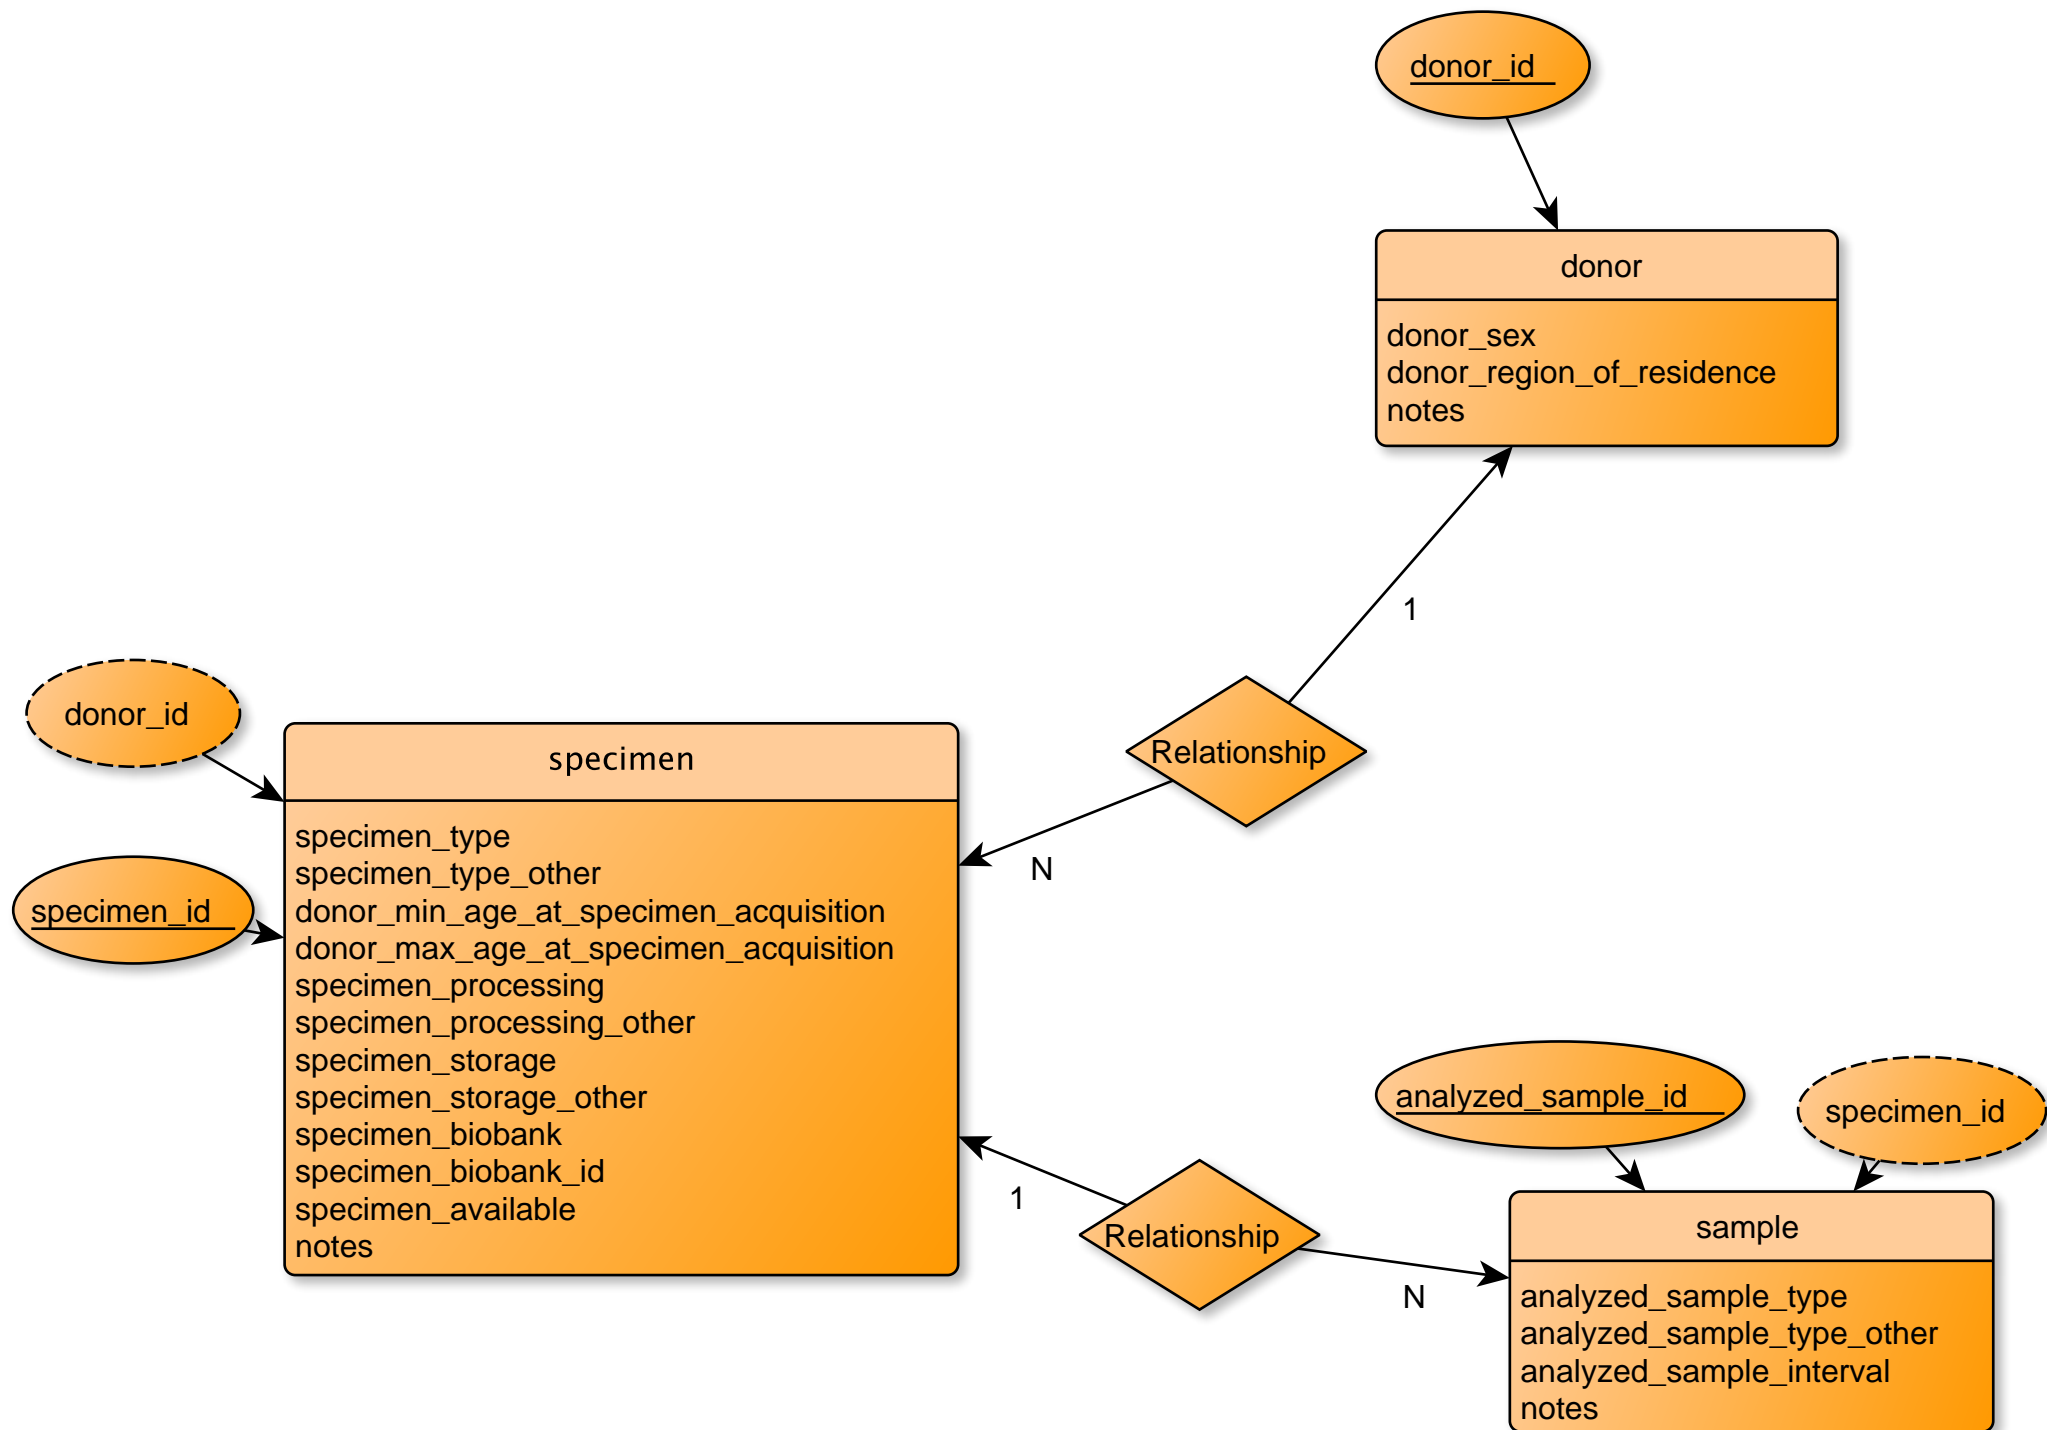 donor_id
donor
donor_sex
donor_region_of_residence
notes
1
donor_id
specimen
Relationship
N
specimen_id
specimen_type
specimen_type_other
donor_min_age_at_specimen_acquisition
donor_max_age_at_specimen_acquisition
specimen_processing
specimen_processing_other
specimen_storage
specimen_storage_other
specimen_biobank
specimen_biobank_id
specimen_available
notes
1
Relationship
N
analyzed_sample_id
specimen_id
sample
analyzed_sample_type
analyzed_sample_type_other
analyzed_sample_interval
notes